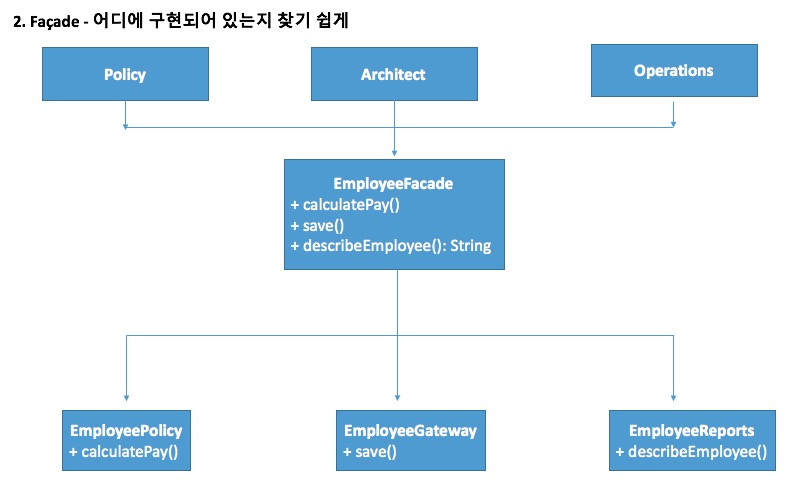 2. Façade - 어디에 구현되어 있는지 찾기 쉽게
Policy
Architect
Operations
EmployeeFacade
+ calculatePay()
+ save()
+ describeEmployee(): String
EmployeePolicy
+ calculatePay()
EmployeeGateway
+ save()
EmployeeReports
+ describeEmployee()